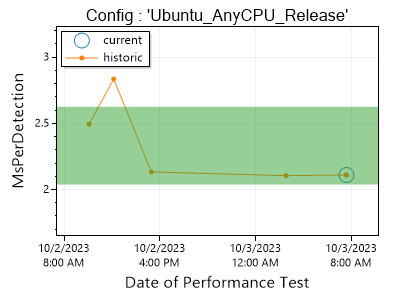 Config : 'Ubuntu_AnyCPU_Release'
current
historic
MsPerDetection
3
2.5
2
10/2/2023 10/2/2023 10/3/2023 10/3/2023
8:00 AM 4:00 PM 12:00 AM 8:00 AM
Date of Performance Test